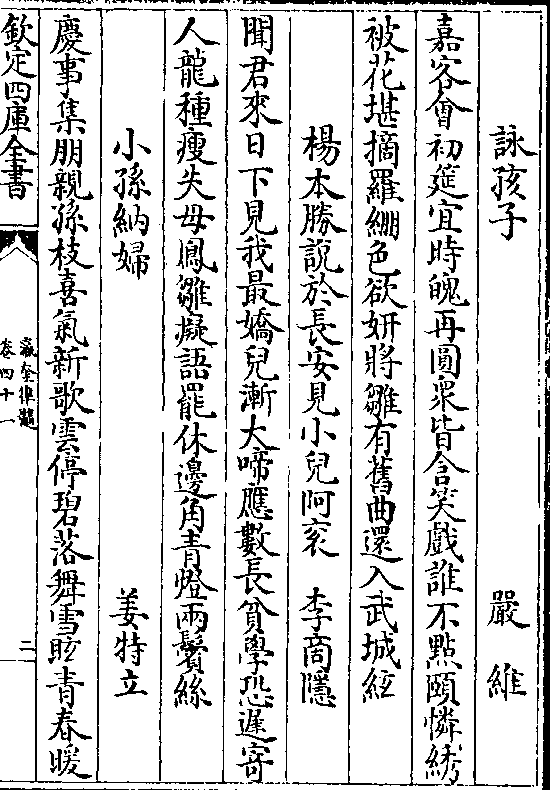 詠孩子 嚴維
嘉客會初筵宜時魄再圓衆皆含笑戲誰不點頤憐綉
被花堪摘羅繃色欲妍將雛有舊曲還入武城絃
楊本勝說於長安見小兒阿衮 李商隱
聞君來日下見我最嬌兒漸大啼應數長貧學恐遲寄
人龍種瘦失母鳳雛癡語罷休邊角青燈兩鬢絲
小孫納婦 姜特立
慶事集朋親孫枝喜氣新歌雲停碧落舞雪眩青春暖
欽定四庫全書
瀛奎律髓
卷四十一
二